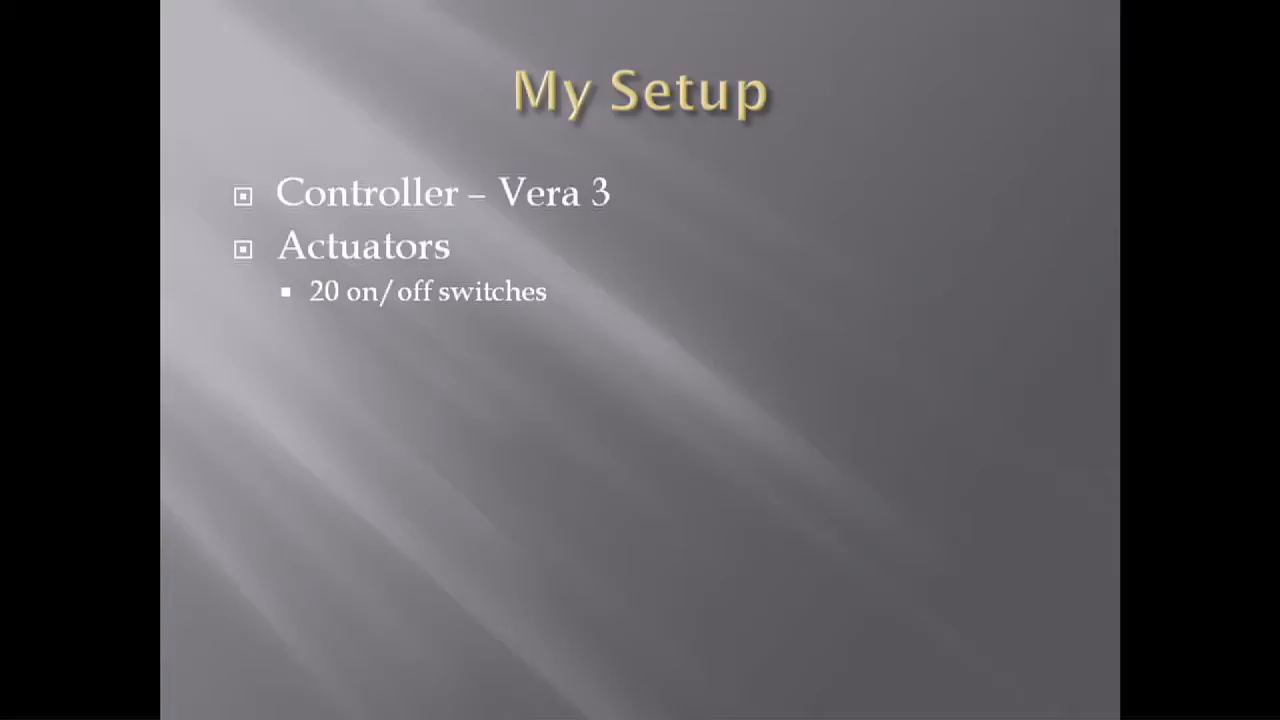 My Setup
Controller – Vera 3
Actuators
20 on/off switches